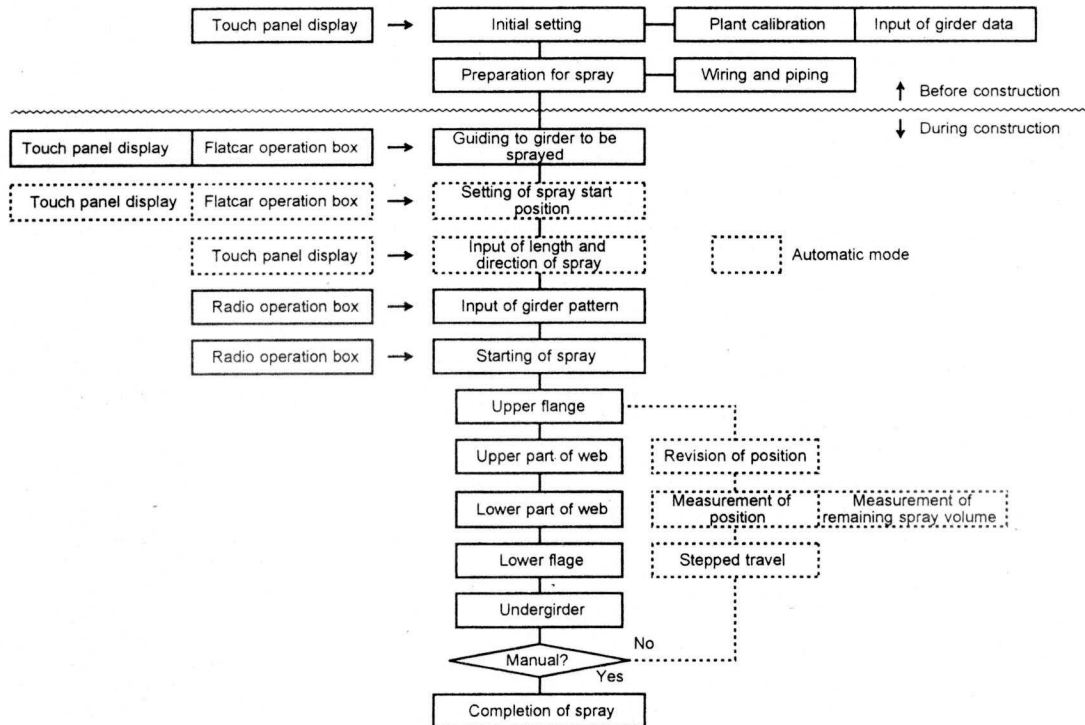 Touch panel display
Initial setting
Plant calibration
Input of girder data
Preparation for spray
Wiring and piping
Before construction
During construction
Touch panel display
Flatcar operation box
Guiding to girder to be
sprayed
Touch panel display
Flatcar operation box
Setting of spray start
position
Touch panel display
Input of length and
direction of spray
Automatic mode
Radio operation box
Input of girder pattern
Radio operation box
Starting of spray
Upper flange
Upper part of web
Revision of position
Lower part of web
Measurement of
position
Measurement of
remaining spray volume
Lower flage
Stepped travel
Undergirder
Manual?
No
Yes
Completion of spray